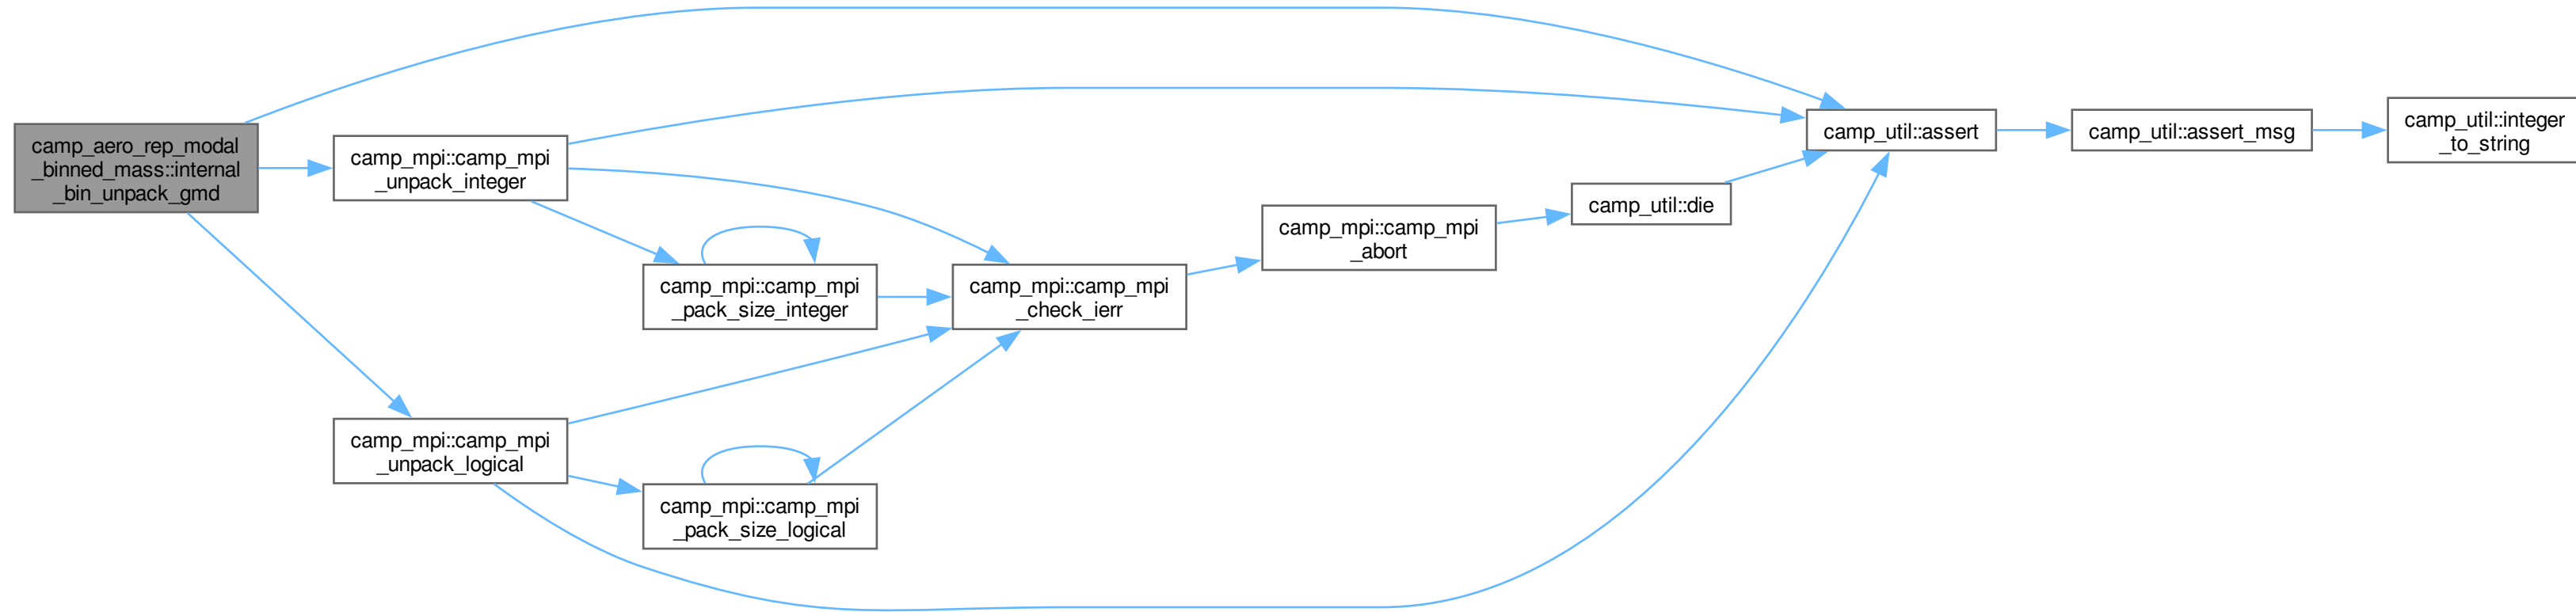 camp_aero_rep_modal
_binned_mass::internal
_bin_unpack_gmd
camp_mpi::camp_mpi
_unpack_integer
camp_mpi::camp_mpi
_pack_size_integer
camp_mpi::camp_mpi
_check_ierr
camp_mpi::camp_mpi
_abort
camp_util::die
camp_util::assert
camp_util::assert_msg
camp_util::integer
_to_string
camp_mpi::camp_mpi
_unpack_logical
camp_mpi::camp_mpi
_pack_size_logical